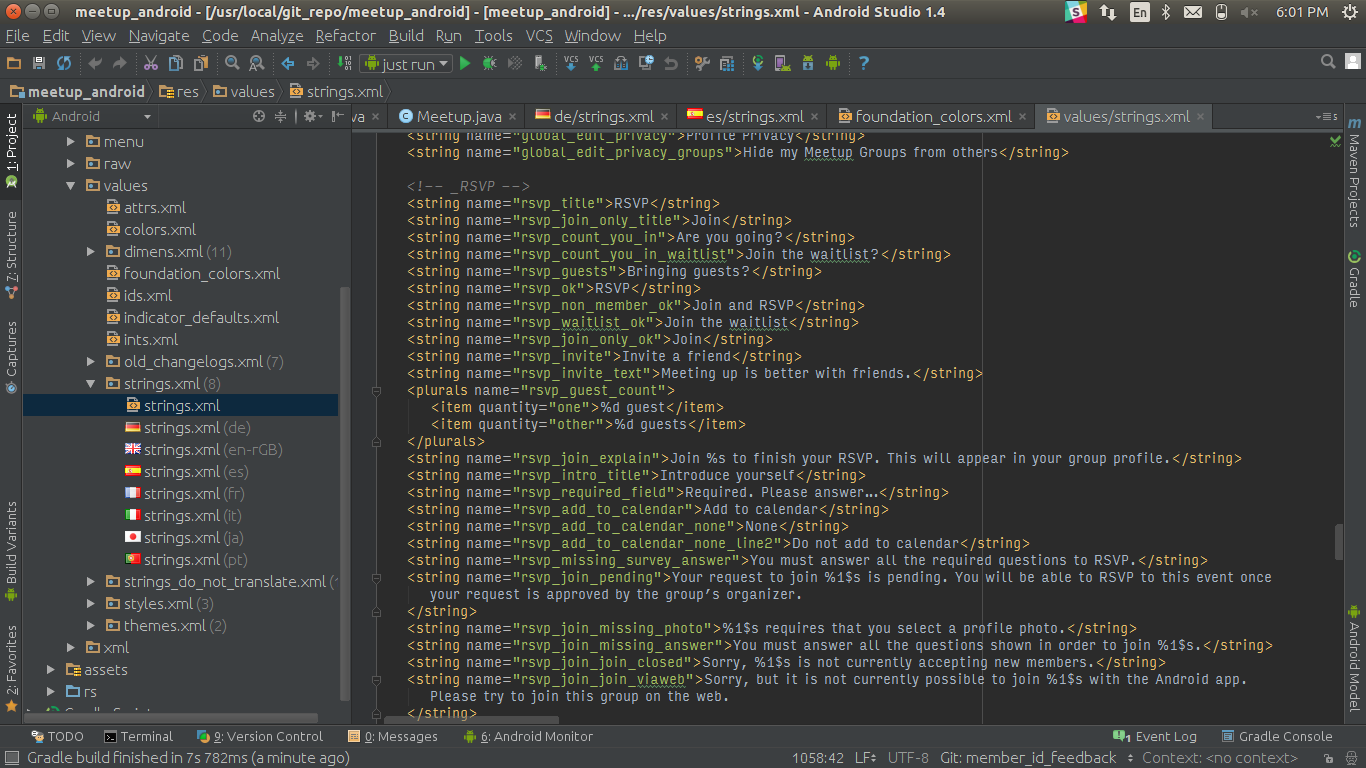 meetup_android - [/usr/local/git_repo/meetup_android] - [meetup_android] - .../res/values/strings.xml - Android Studio 1.4
En
6:01 PM
File Edit View Navigate Code Analyze Refactor Build Run Tools VCS Window Help
just run
VCS VCS
meetup_android res values strings.xml
Android
va Meetup.java de/strings.xml es/strings.xml foundation_colors.xml values/strings.xml
1: Project
7: Structure
Captures
Build Variants
2: Favorites
menu
raw
values
attrs.xml
colors.xml
dimens.xml (11)
foundation_colors.xml
ids.xml
indicator_defaults.xml
ints.xml
old_changelogs.xml (7)
strings.xml (8)
strings.xml
strings.xml (de)
strings.xml (en-rGB)
strings.xml (es)
strings.xml (fr)
strings.xml (it)
strings.xml (ja)
strings.xml (pt)
strings_do_not_translate.xml (1
styles.xml (3)
themes.xml (2)
xml
assets
rs
<string name="global_edit_privacy">Profile Privacy</string>
<string name="global_edit_privacy_groups">Hide my Meetup Groups from others</string>
<!-- _RSVP -->
<string name="rsvp_title">RSVP</string>
<string name="rsvp_join_only_title">Join</string>
<string name="rsvp_count_you_in">Are you going?</string>
<string name="rsvp_count_you_in_waitlist">Join the waitlist?</string>
<string name="rsvp_guests">Bringing guests?</string>
<string name="rsvp_ok">RSVP</string>
<string name="rsvp_non_member_ok">Join and RSVP</string>
<string name="rsvp_waitlist_ok">Join the waitlist</string>
<string name="rsvp_join_only_ok">Join</string>
<string name="rsvp_invite">Invite a friend</string>
<string name="rsvp_invite_text">Meeting up is better with friends.</string>
<plurals name="rsvp_guest_count">
<item quantity="one">%d guest</item>
<item quantity="other">%d guests</item>
</plurals>
<string name="rsvp_join_explain">Join %s to finish your RSVP. This will appear in your group profile.</string>
<string name="rsvp_intro_title">Introduce yourself</string>
<string name="rsvp_required_field">Required. Please answer…</string>
<string name="rsvp_add_to_calendar">Add to calendar</string>
<string name="rsvp_add_to_calendar_none">None</string>
<string name="rsvp_add_to_calendar_none_line2">Do not add to calendar</string>
<string name="rsvp_missing_survey_answer">You must answer all the required questions to RSVP.</string>
<string name="rsvp_join_pending">Your request to join %1$s is pending. You will be able to RSVP to this event once
your request is approved by the group’s organizer.
</string>
<string name="rsvp_join_missing_photo">%1$s requires that you select a profile photo.</string>
<string name="rsvp_join_missing_answer">You must answer all the questions shown in order to join %1$s.</string>
<string name="rsvp_join_join_closed">Sorry, %1$s is not currently accepting new members.</string>
<string name="rsvp_join_join_viaweb">Sorry, but it is not currently possible to join %1$s with the Android app.
Please try to join this group on the web.
</string>
Maven Projects
Gradle
Android Model
TODO Terminal 9: Version Control 0: Messages 6: Android Monitor 1 Event Log Gradle Console
Gradle build finished in 7s 782ms (a minute ago) 1058:42 LF UTF-8 Git: member_id_feedback Context: <no context>